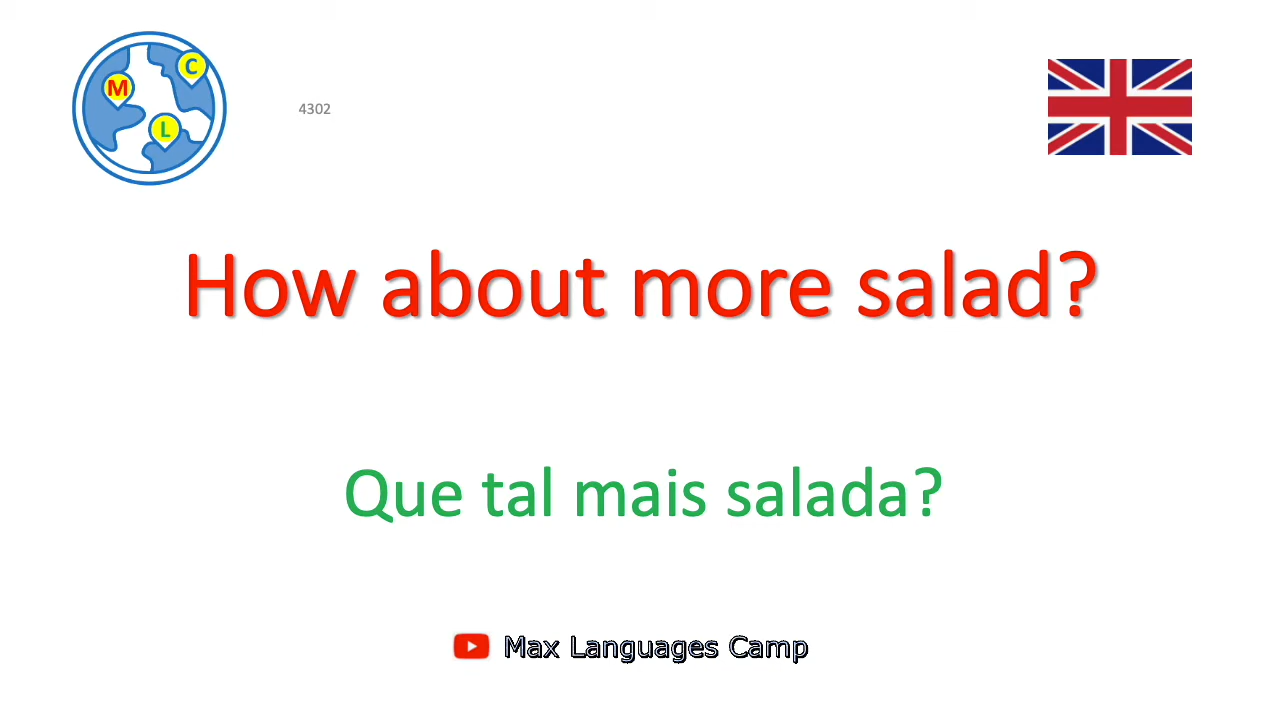 M
C
L
4302
How about more salad?
Que tal mais salada?
Max Languages Camp